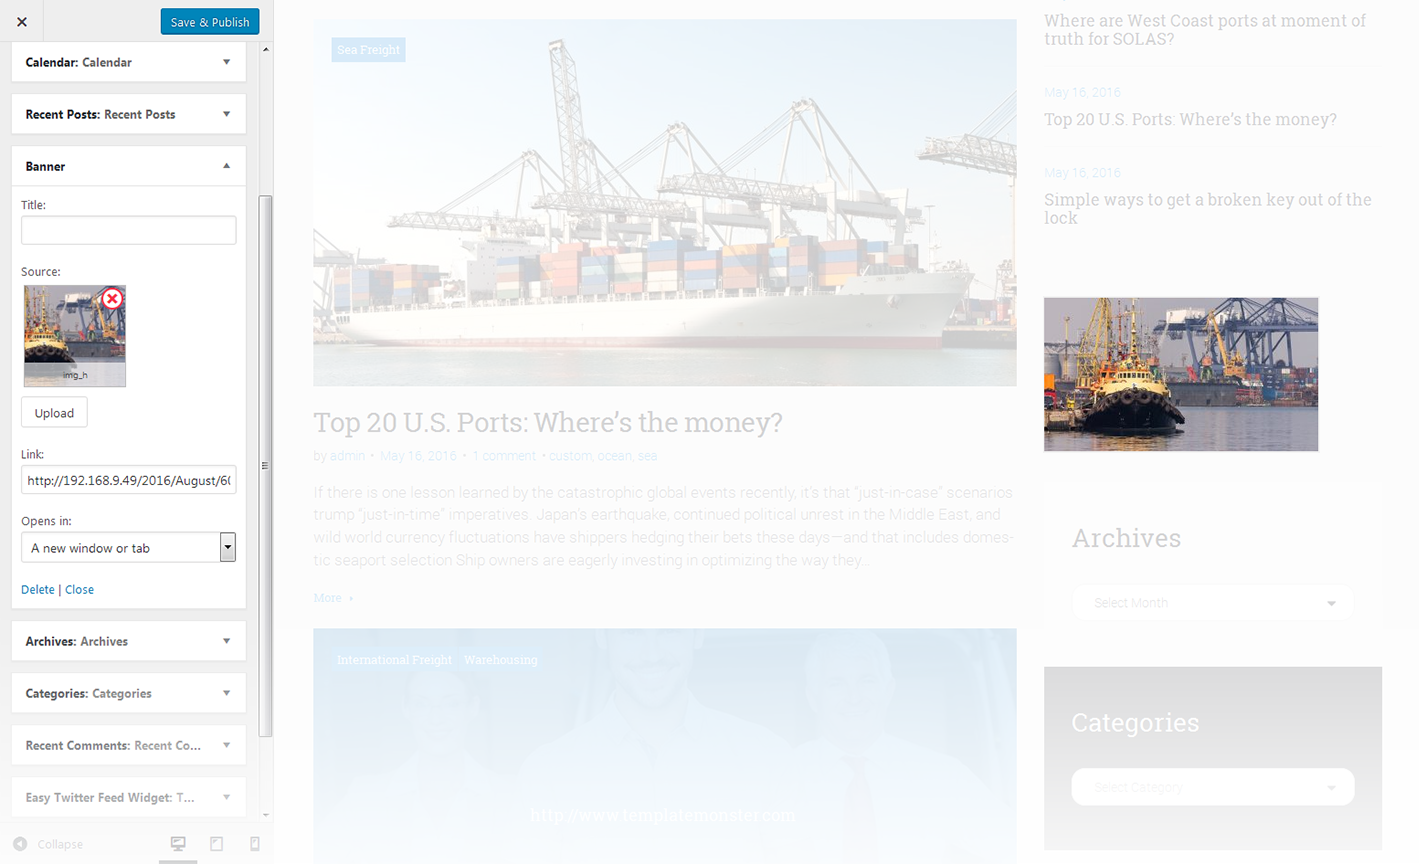 Save & Publish
Calendar: Calendar
Recent Posts: Recent Posts
Banner
Title:
Source:
img_h
Upload
Link:
http://192.168.9.49/2016/August/60
Opens in:
A new window or tab
Delete | Close
Archives: Archives
Categories: Categories
Recent Comments: Recent Co...
Easy Twitter Feed Widget: T...
Collapse
Sea Freight
Top 20 U.S. Ports: Where's the money?
by admin • May 16, 2016 • 1 comment • custom, ocean, sea
If there is one lesson learned by the catastrophic global events recently, it's that "just-in-case" scenarios
trump "just-in-time" imperatives. Japan's earthquake, continued political unrest in the Middle East, and
wild world currency fluctuations have shippers hedging their bets these days—and that includes domes-
tic seaport selection Ship owners are eagerly investing in optimizing the way they...
More
International Freight Warehousing
http://www.templatemonster.com
Where are West Coast ports at moment of
truth for SOLAS?
May 16, 2016
Top 20 U.S. Ports: Where's the money?
May 16, 2016
Simple ways to get a broken key out of the
lock
Archives
Select Month
Categories
Select Category